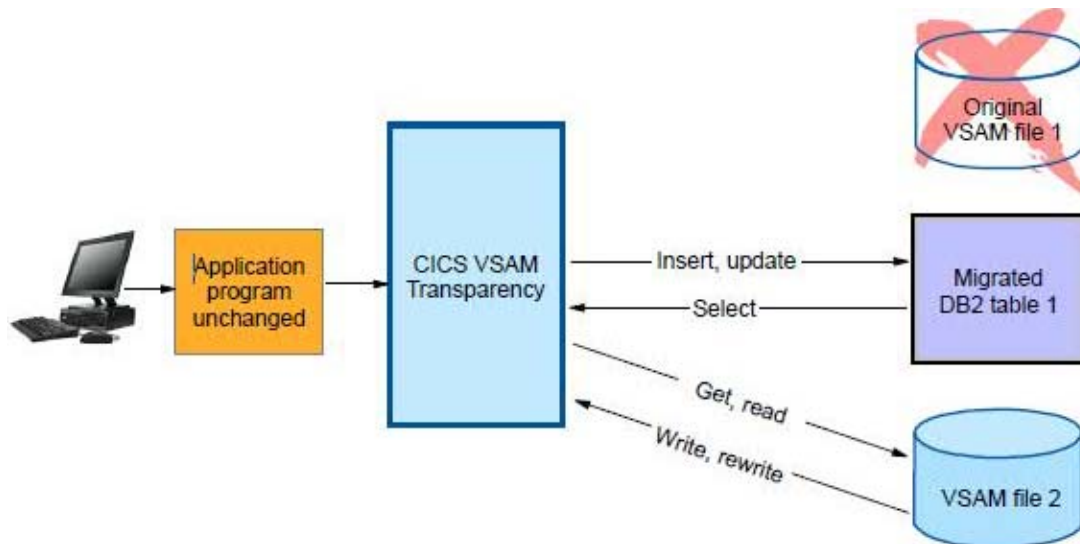 Original
VSAM file 1
Application
program
unchanged
CICS VSAM
Transparency
Insert, update
Select
Migrated
DB2 table 1
Get, read
Write, rewrite
VSAM file 2